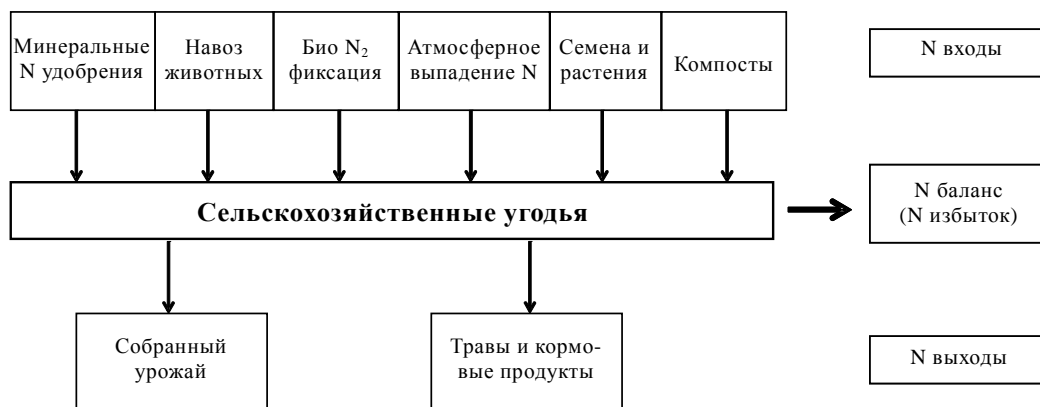 Минеральные
N удобрения
Навоз
животных
Био N₂
фиксация
Атмосферное
выпадение N
Семена и
растения
Компосты
N входы
Сельскохозяйственные угодья
N баланс
(N избыток)
Собранный
урожай
Травы и кормо-
вые продукты
N выходы